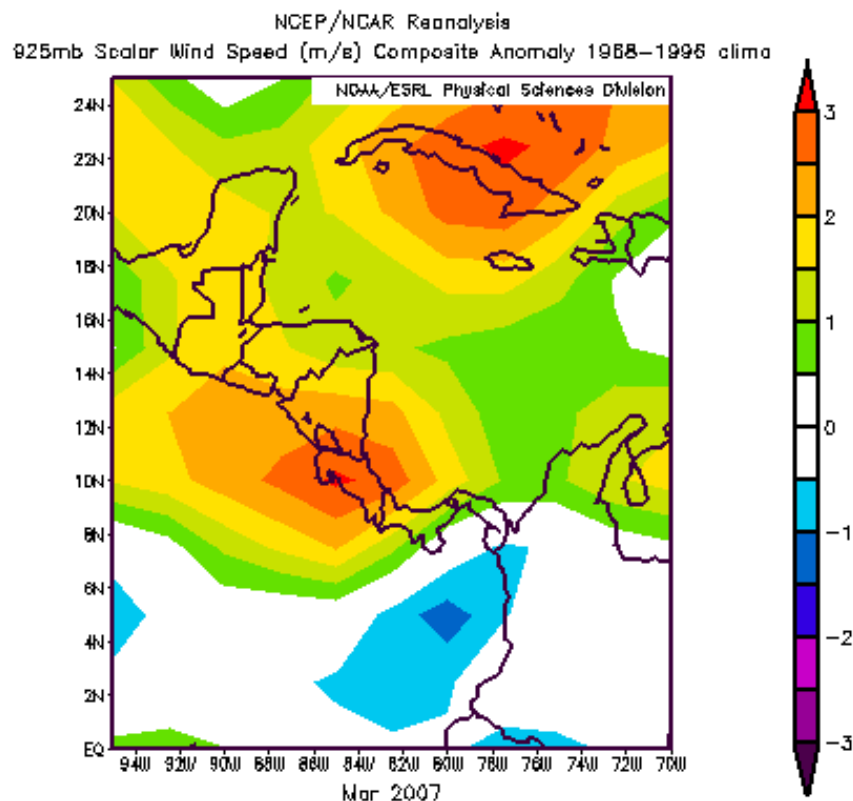 NCEP/NCAR Reanalysis
925mb Scalar Wind Speed (m/s) Composite Anomaly 1968-1996 clima
NOAA/ESRL Physical Sciences Division
24N
22N
20N
18N
16N
14N
12N
10N
8N
6N
4N
2N
EQ
94W 92W 90W 88W 86W 84W 82W 80W 78W 76W 74W 72W 70W
Mar 2007
3
2
1
0
-1
-2
-3